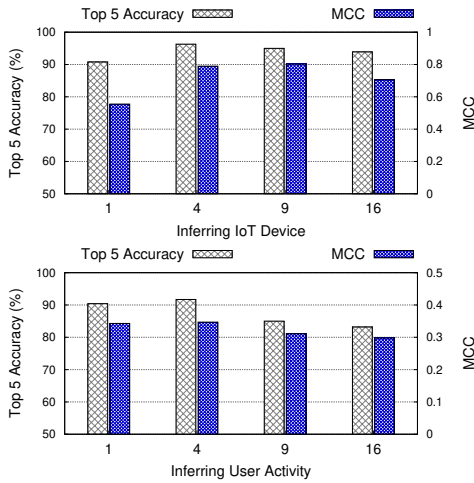 Top 5 Accuracy MCC
100 1
90 0.8
80 0.6
70 0.4
60 0.2
50 0
Top 5 Accuracy (%)
MCC
1 4 9 16
Inferring IoT Device
Top 5 Accuracy MCC
100 0.5
90 0.4
80 0.3
70 0.2
60 0.1
50 0
Top 5 Accuracy (%)
MCC
1 4 9 16
Inferring User Activity